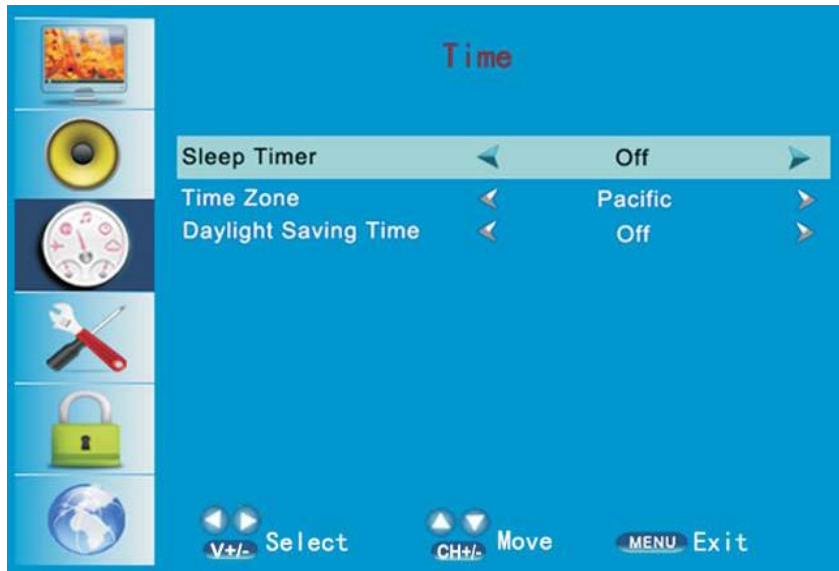 Time
Sleep Timer Off
Time Zone Pacific
Daylight Saving Time Off
V+/- Select CH+/- Move MENU Exit